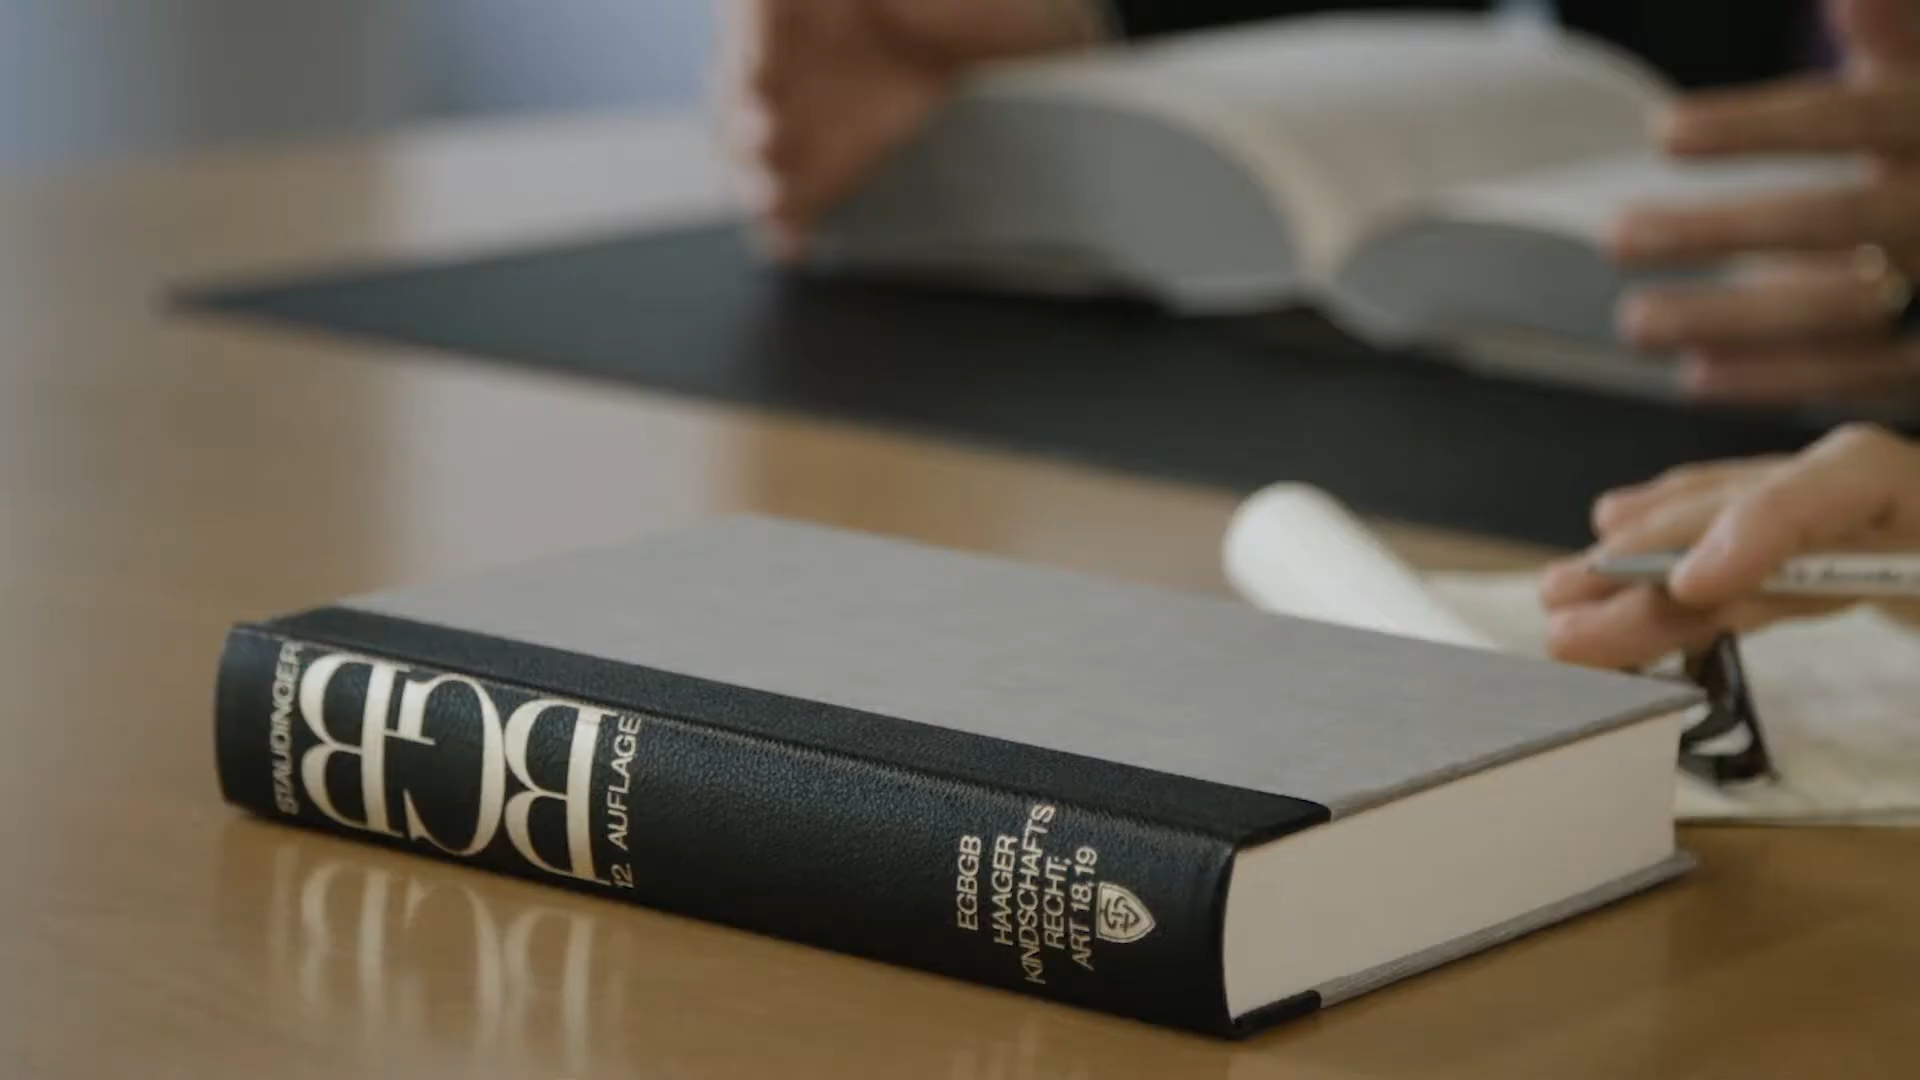 STAUDINGER
BGB
12. AUFLAGE
EGBGB
HAAGER
KINDSCHAFTS
RECHT;
ART 18,19